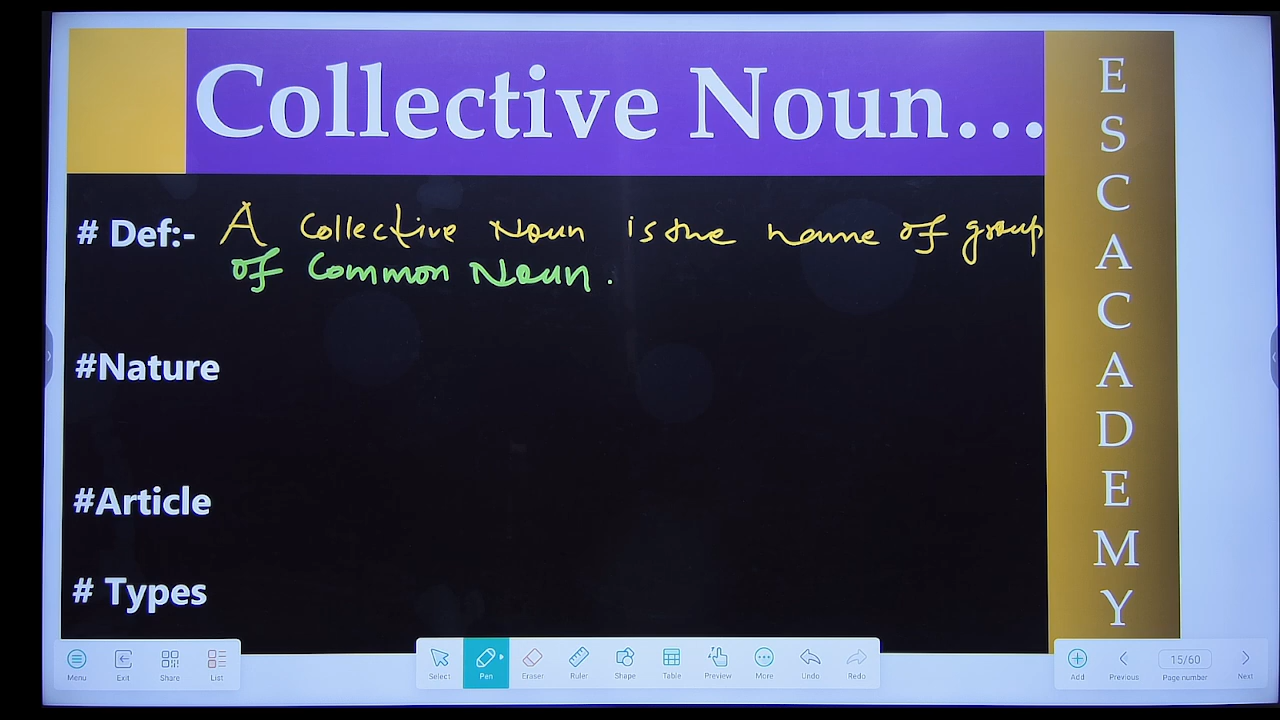 Collective Noun...
# Def:- A Collective Noun is the name of group
of Common Noun.
#Nature
#Article
# Types
E
S
C
A
C
A
D
E
M
Y
Menu Exit Share List
Select Pen Eraser Ruler Shape Table Preview More Undo Redo
Add Previous 15/60 Page number Next